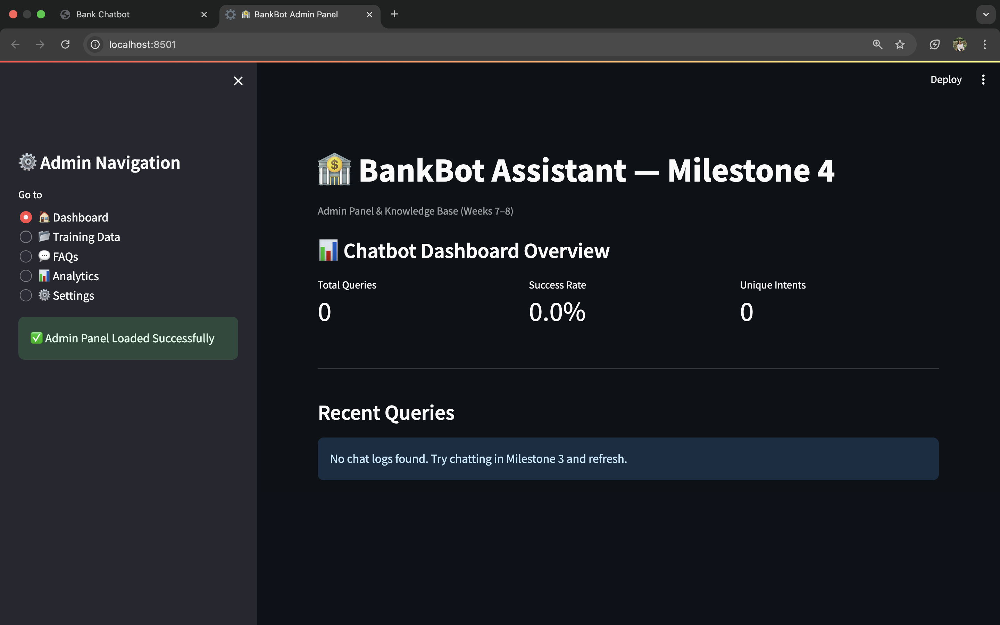 Bank Chatbot
BankBot Admin Panel
localhost:8501
Deploy
Admin Navigation
Go to
Dashboard
Training Data
FAQs
Analytics
Settings
Admin Panel Loaded Successfully
BankBot Assistant — Milestone 4
Admin Panel & Knowledge Base (Weeks 7–8)
Chatbot Dashboard Overview
Total Queries
0
Success Rate
0.0%
Unique Intents
0
Recent Queries
No chat logs found. Try chatting in Milestone 3 and refresh.